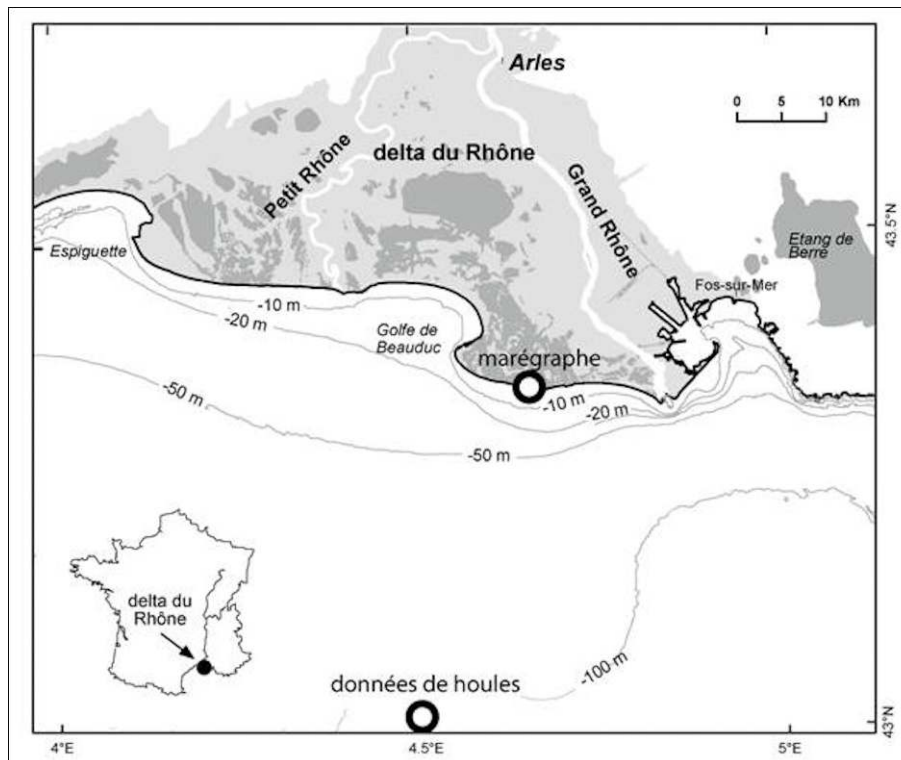 Arles
0 5 10 Km
Petit Rhône
delta du Rhône
Grand Rhône
43.5°N
Etang de
Berre
Espiguette
Fos-sur-Mer
-10 m
-20 m
Golfe de
Beauduc
marégraphe
-10 m
-20 m
-50 m
-50 m
delta du
Rhône
-100 m
données de houles
43°N
4°E
4.5°E
5°E